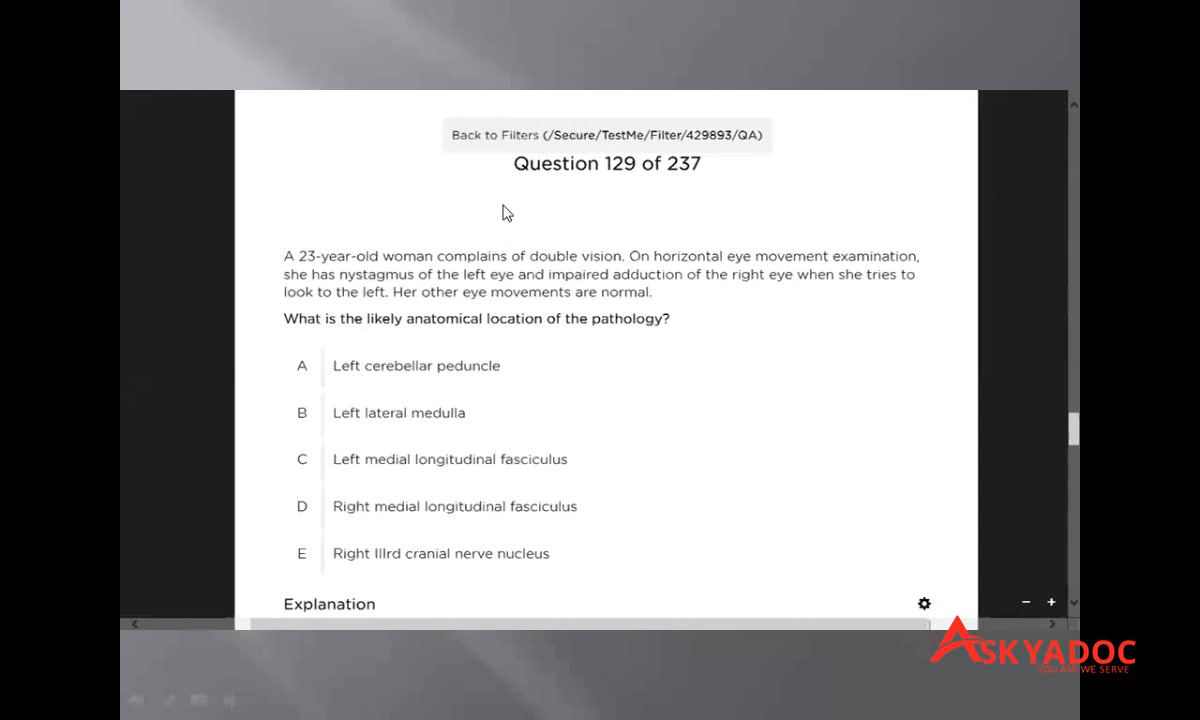 Back to Filters (/Secure/TestMe/Filter/429893/QA)
Question 129 of 237
A 23-year-old woman complains of double vision. On horizontal eye movement examination,
she has nystagmus of the left eye and impaired adduction of the right eye when she tries to
look to the left. Her other eye movements are normal.
What is the likely anatomical location of the pathology?
A Left cerebellar peduncle
B Left lateral medulla
C Left medial longitudinal fasciculus
D Right medial longitudinal fasciculus
E Right IIIrd cranial nerve nucleus
Explanation
ASKYADOC
YOU ASK WE SERVE